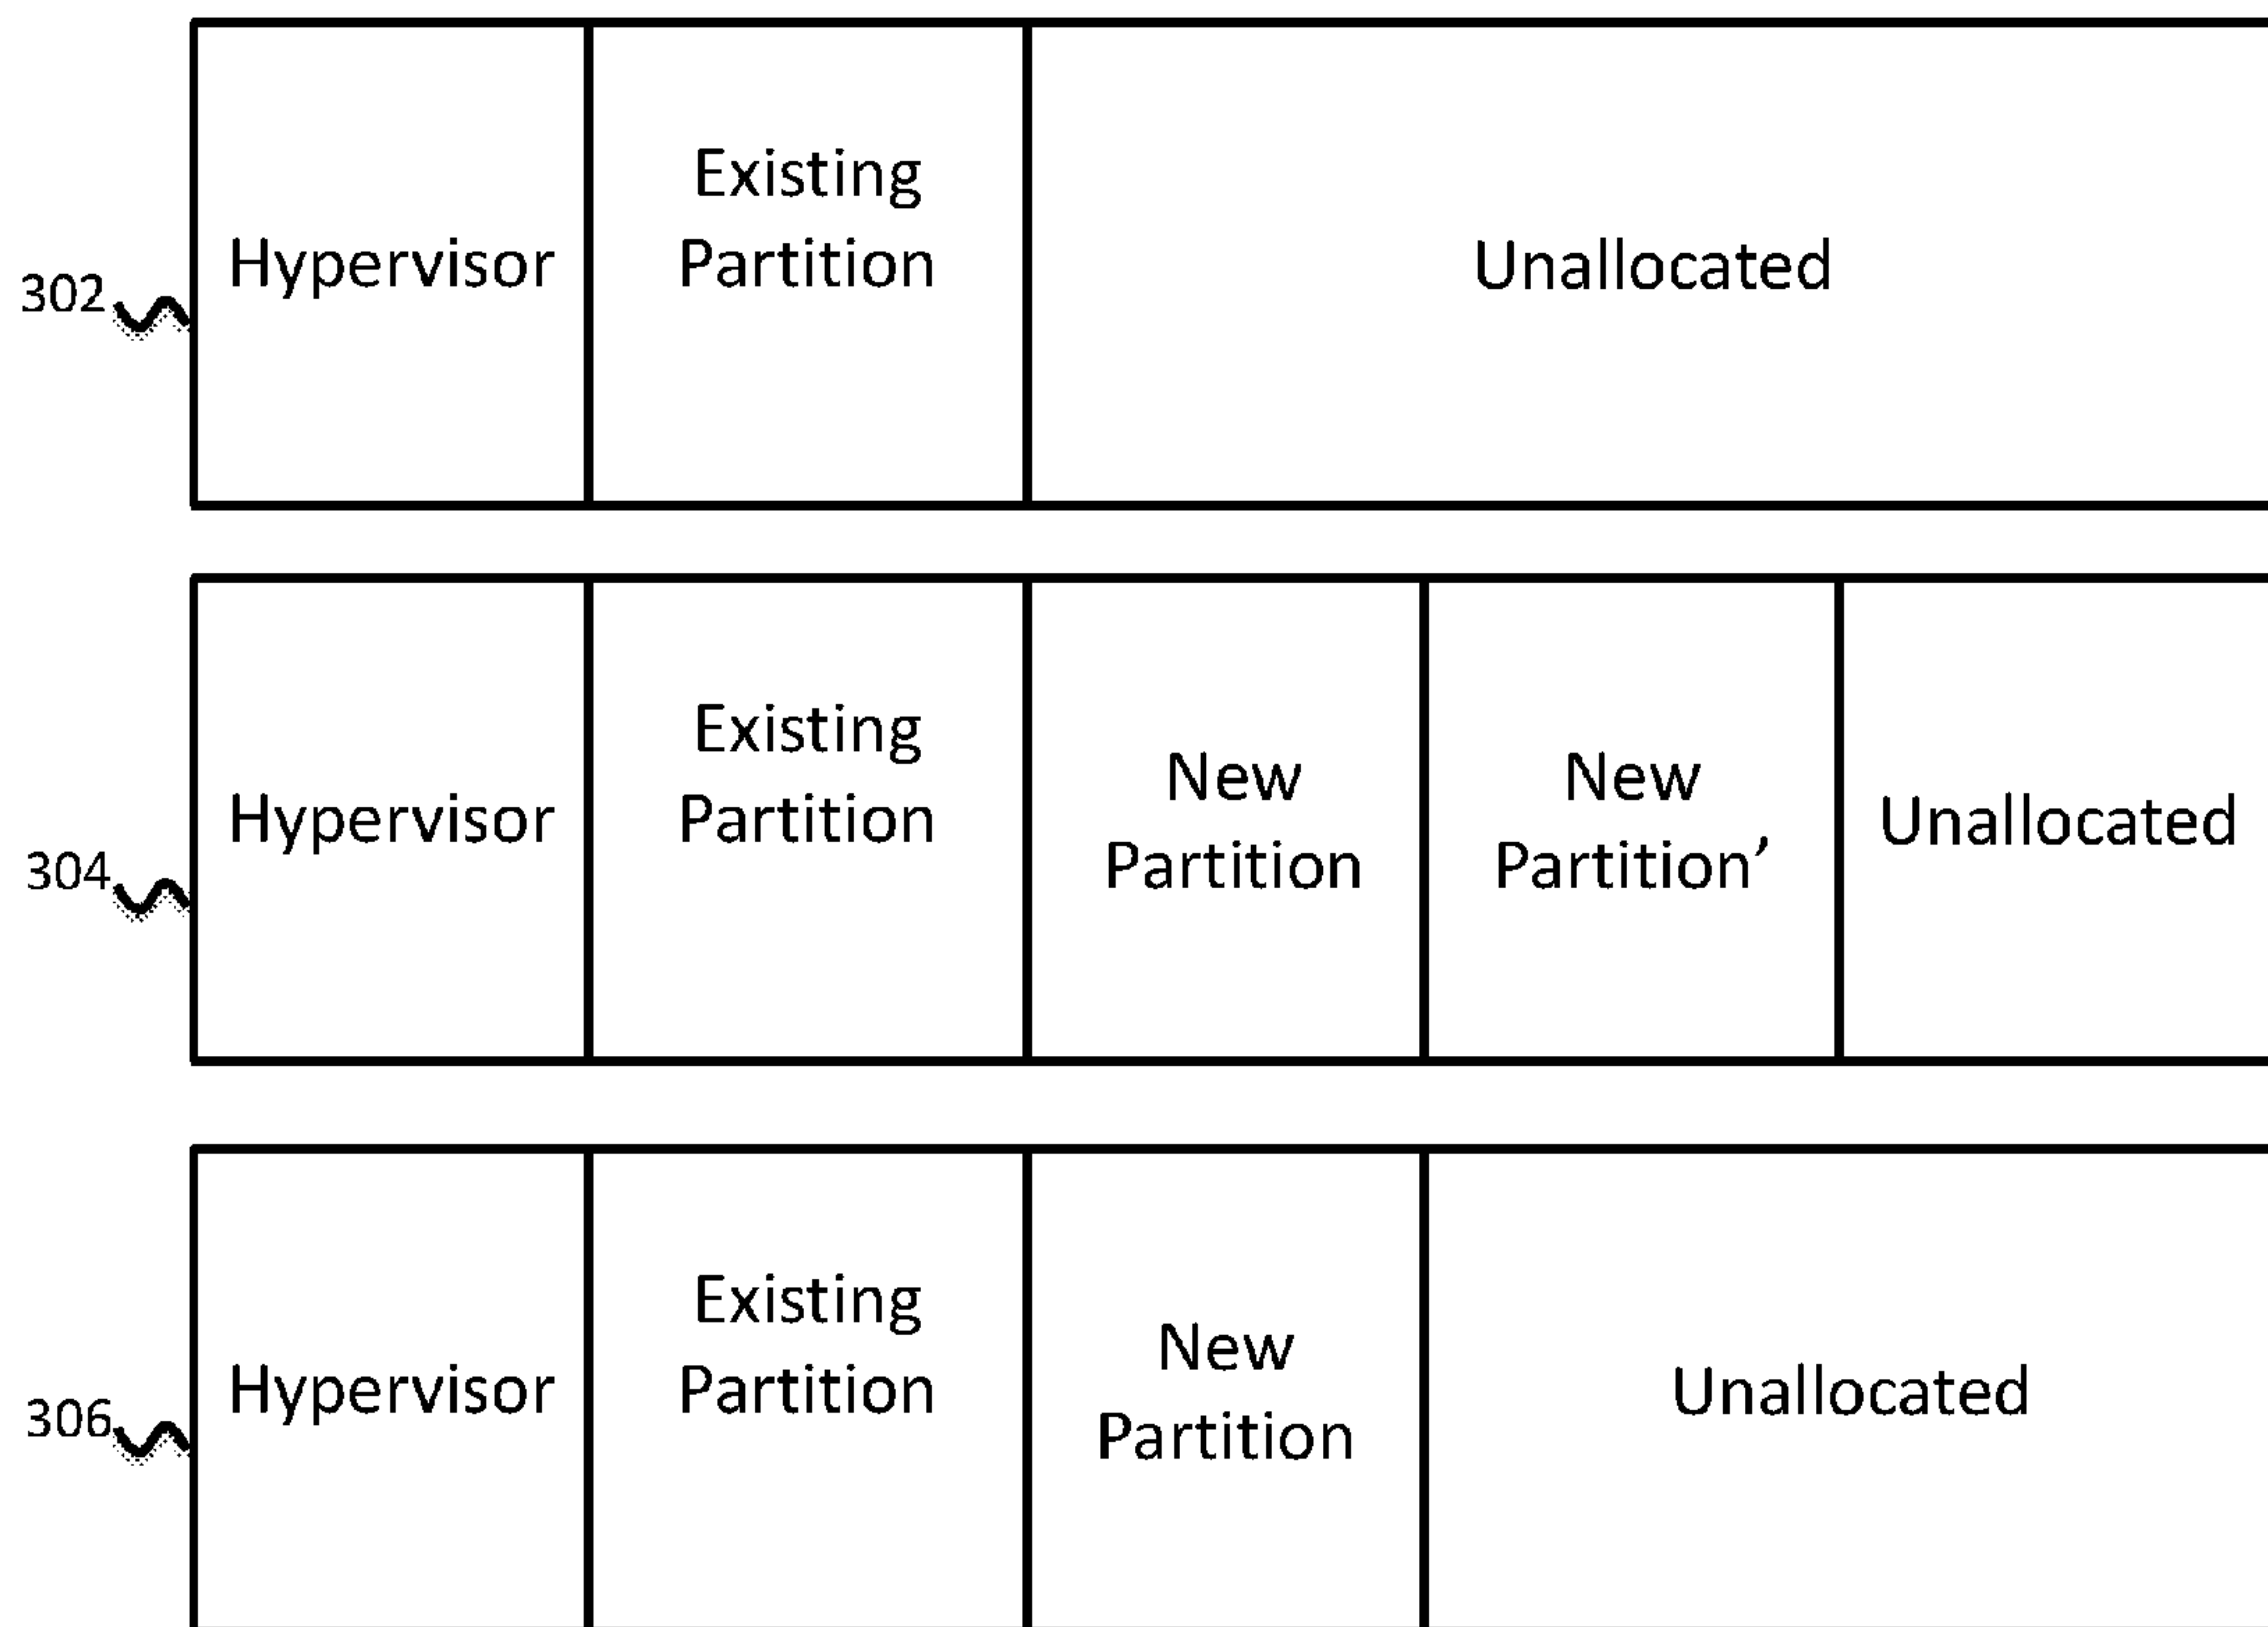 302
Hypervisor
Existing
Partition
Unallocated
304
Hypervisor
Existing
Partition
New
Partition
New
Partition’
Unallocated
306
Hypervisor
Existing
Partition
New
Partition
Unallocated